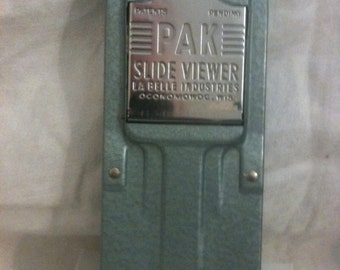 PATENTS PENDING
PAK
SLIDE VIEWER
LA BELLE INDUSTRIES
OCONOMOWOC, WIS.